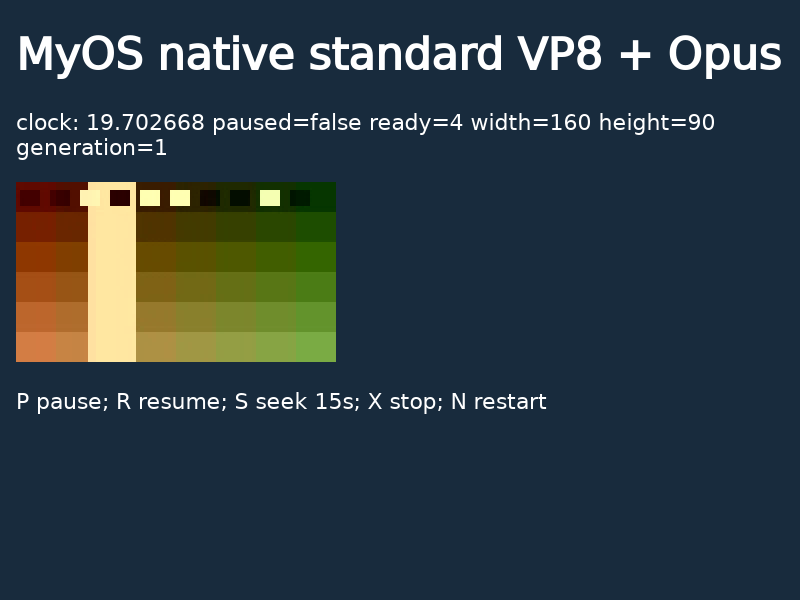 MyOS native standard VP8 + Opus
clock: 19.702668 paused=false ready=4 width=160 height=90
generation=1
P pause; R resume; S seek 15s; X stop; N restart